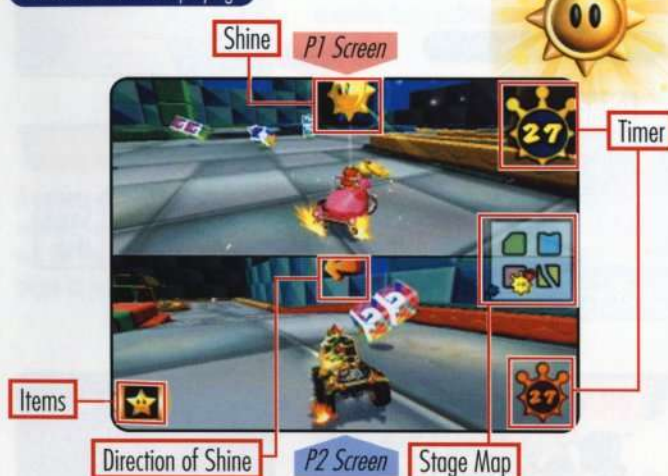 Shine
P1 Screen
27
Timer
Items
27
Direction of Shine
P2 Screen
Stage Map